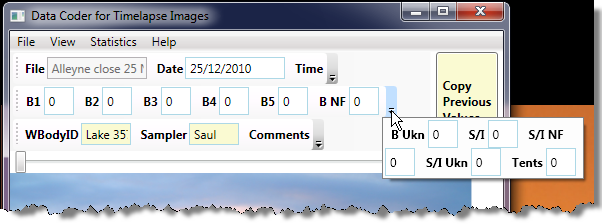 Data Coder for Timelapse Images
File View Statistics Help
File Alleyne close 25 Date 25/12/2010 Time
B1 0 B2 0 B3 0 B4 0 B5 0 B NF 0
WBodyID Lake 35 Sampler Saul Comments
Copy
Previous
Values
B Ukn 0 S/I 0 S/I NF
0 S/I Ukn 0 Tents 0